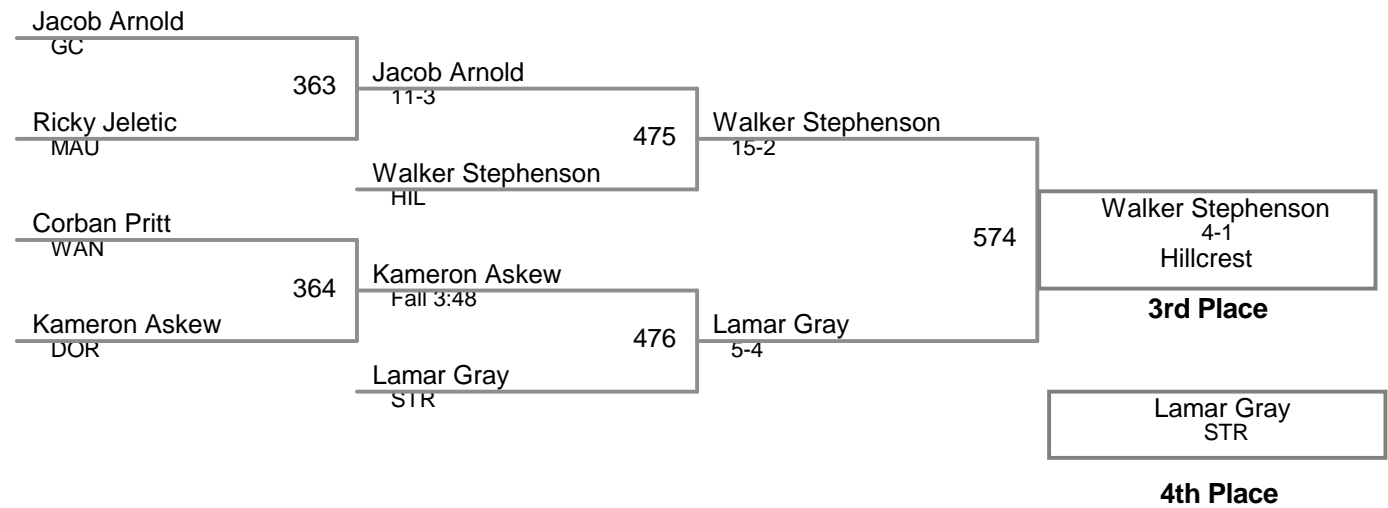 Jacob Arnold
GC
363
Ricky Jeletic
MAU
Corban Pritt
WAN
364
Kameron Askew
DOR
Jacob Arnold
11-3
475
Walker Stephenson
HIL
Kameron Askew
Fall 3:48
476
Lamar Gray
STR
Walker Stephenson
15-2
574
Lamar Gray
5-4
Walker Stephenson
4-1
Hillcrest
3rd Place
Lamar Gray
STR
4th Place